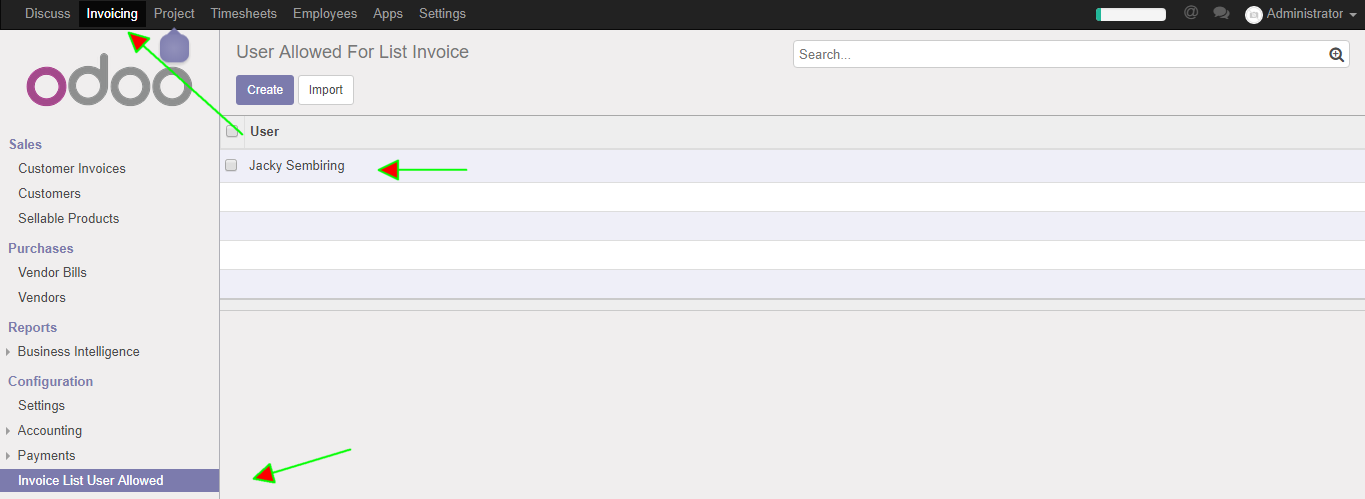 Discuss Invoicing Project Timesheets Employees Apps Settings Administrator
odoo
User Allowed For List Invoice
Search...
Create Import
User
Jacky Sembiring
Sales
Customer Invoices
Customers
Sellable Products
Purchases
Vendor Bills
Vendors
Reports
Business Intelligence
Configuration
Settings
Accounting
Payments
Invoice List User Allowed